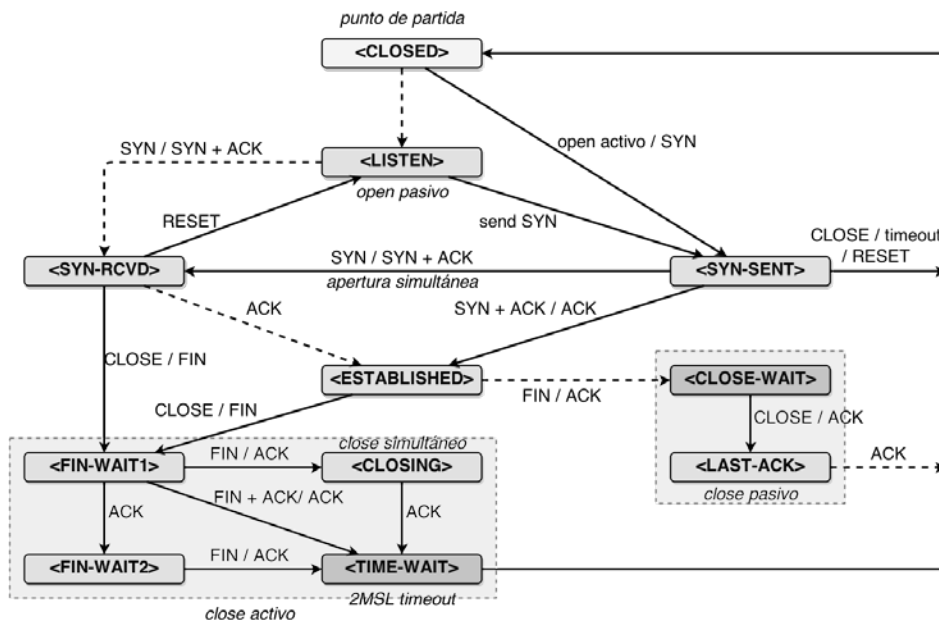 punto de partida
<CLOSED>
open activo / SYN
SYN / SYN + ACK
<LISTEN>
open pasivo
RESET
send SYN
CLOSE / timeout
/ RESET
<SYN-RCVD>
SYN / SYN + ACK
apertura simultánea
<SYN-SENT>
ACK
SYN + ACK / ACK
CLOSE / FIN
<ESTABLISHED>
FIN / ACK
<CLOSE-WAIT>
CLOSE / FIN
CLOSE / ACK
close simultáneo
<FIN-WAIT1>
FIN / ACK
<CLOSING>
<LAST-ACK>
ACK
close pasivo
FIN + ACK/ ACK
ACK
ACK
<FIN-WAIT2>
FIN / ACK
<TIME-WAIT>
2MSL timeout
close activo